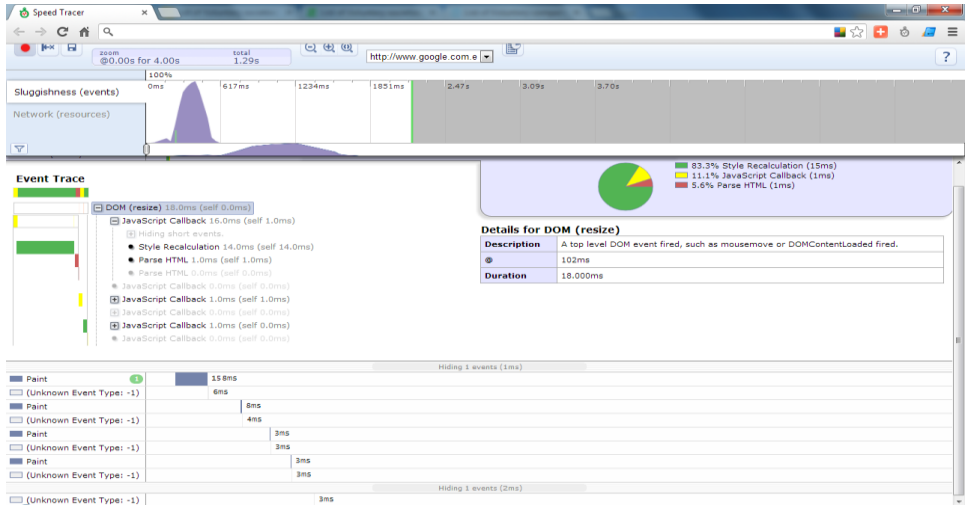 Speed Tracer
zoom
@0.00s for 4.00s
total
1.29s
http://www.google.com.e
?
100%
Sluggishness (events)
0ms
617ms
1234ms
1851ms
2.47s
3.09s
3.70s
Network (resources)
Event Trace
DOM (resize) 18.0ms (self 0.0ms)
JavaScript Callback 16.0ms (self 1.0ms)
Hiding short events.
Style Recalculation 14.0ms (self 14.0ms)
Parse HTML 1.0ms (self 1.0ms)
Parse HTML 0.0ms (self 0.0ms)
JavaScript Callback 0.0ms (self 0.0ms)
JavaScript Callback 1.0ms (self 1.0ms)
JavaScript Callback 0.0ms (self 0.0ms)
JavaScript Callback 1.0ms (self 0.0ms)
JavaScript Callback 0.0ms (self 0.0ms)
83.3% Style Recalculation (15ms)
11.1% JavaScript Callback (1ms)
5.6% Parse HTML (1ms)
Details for DOM (resize)
Description A top level DOM event fired, such as mousemove or DOMContentLoaded fired.
@ 102ms
Duration 18.000ms
Hiding 1 events (1ms)
Paint 1 158ms
(Unknown Event Type: -1) 6ms
Paint 8ms
(Unknown Event Type: -1) 4ms
Paint 3ms
(Unknown Event Type: -1) 3ms
Paint 3ms
(Unknown Event Type: -1) 3ms
Hiding 1 events (2ms)
(Unknown Event Type: -1) 3ms